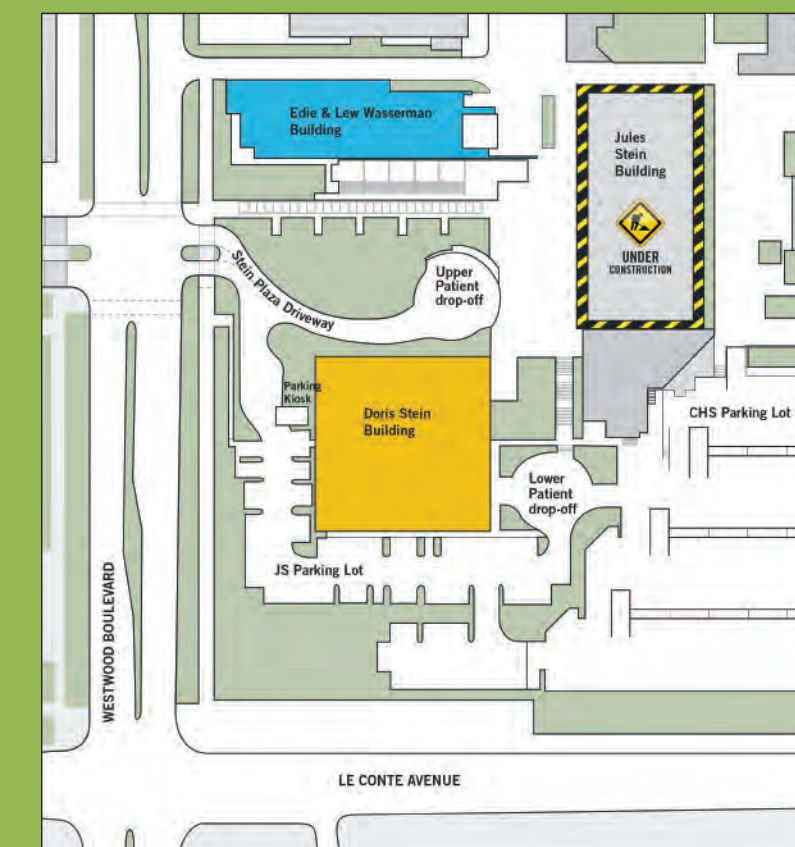 Edie & Lew Wasserman
Building
Jules
Stein
Building
UNDER
CONSTRUCTION
Stein Plaza Driveway
Upper
Patient
drop-off
Parking
Kiosk
Doris Stein
Building
CHS Parking Lot
Lower
Patient
drop-off
JS Parking Lot
WESTWOOD BOULEVARD
LE CONTE AVENUE